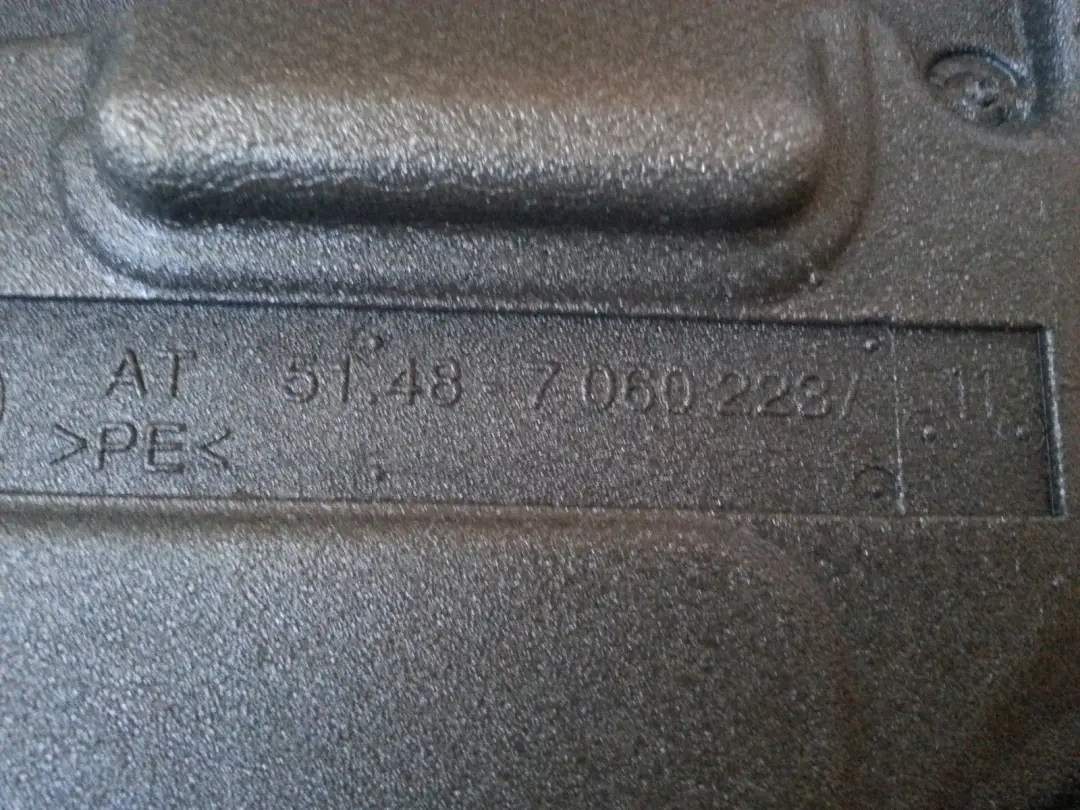 AT 51.48 - 7 060 223/ 11
>PE<